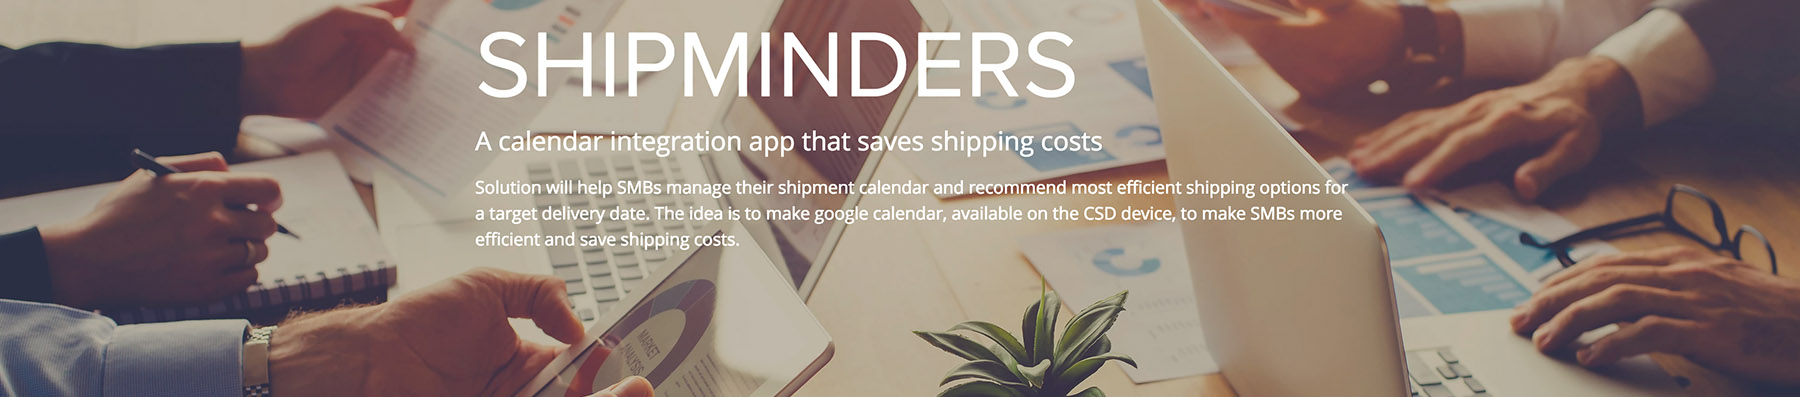 SHIPMINDERS
A calendar integration app that saves shipping costs
Solution will help SMBs manage their shipment calendar and recommend most efficient shipping options for
a target delivery date. The idea is to make google calendar, available on the CSD device, to make SMBs more
efficient and save shipping costs.
MARKET
ANALYSIS